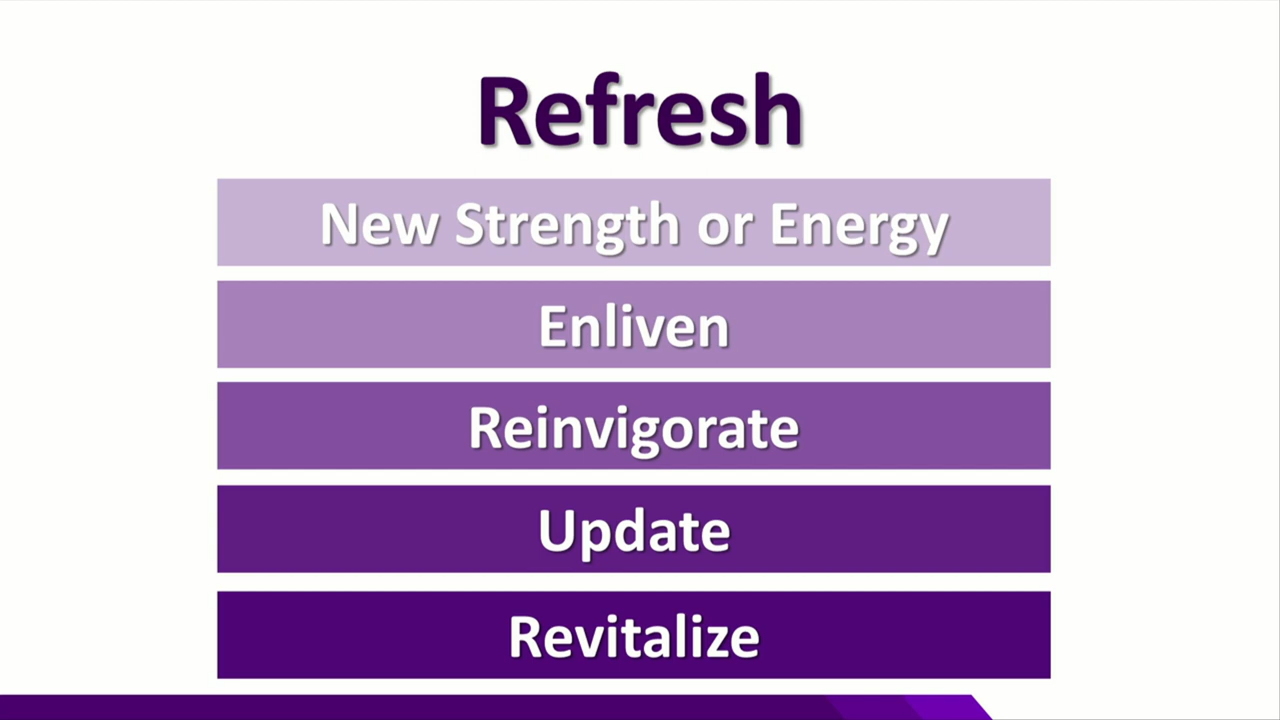 Refresh
New Strength or Energy
Enliven
Reinvigorate
Update
Revitalize